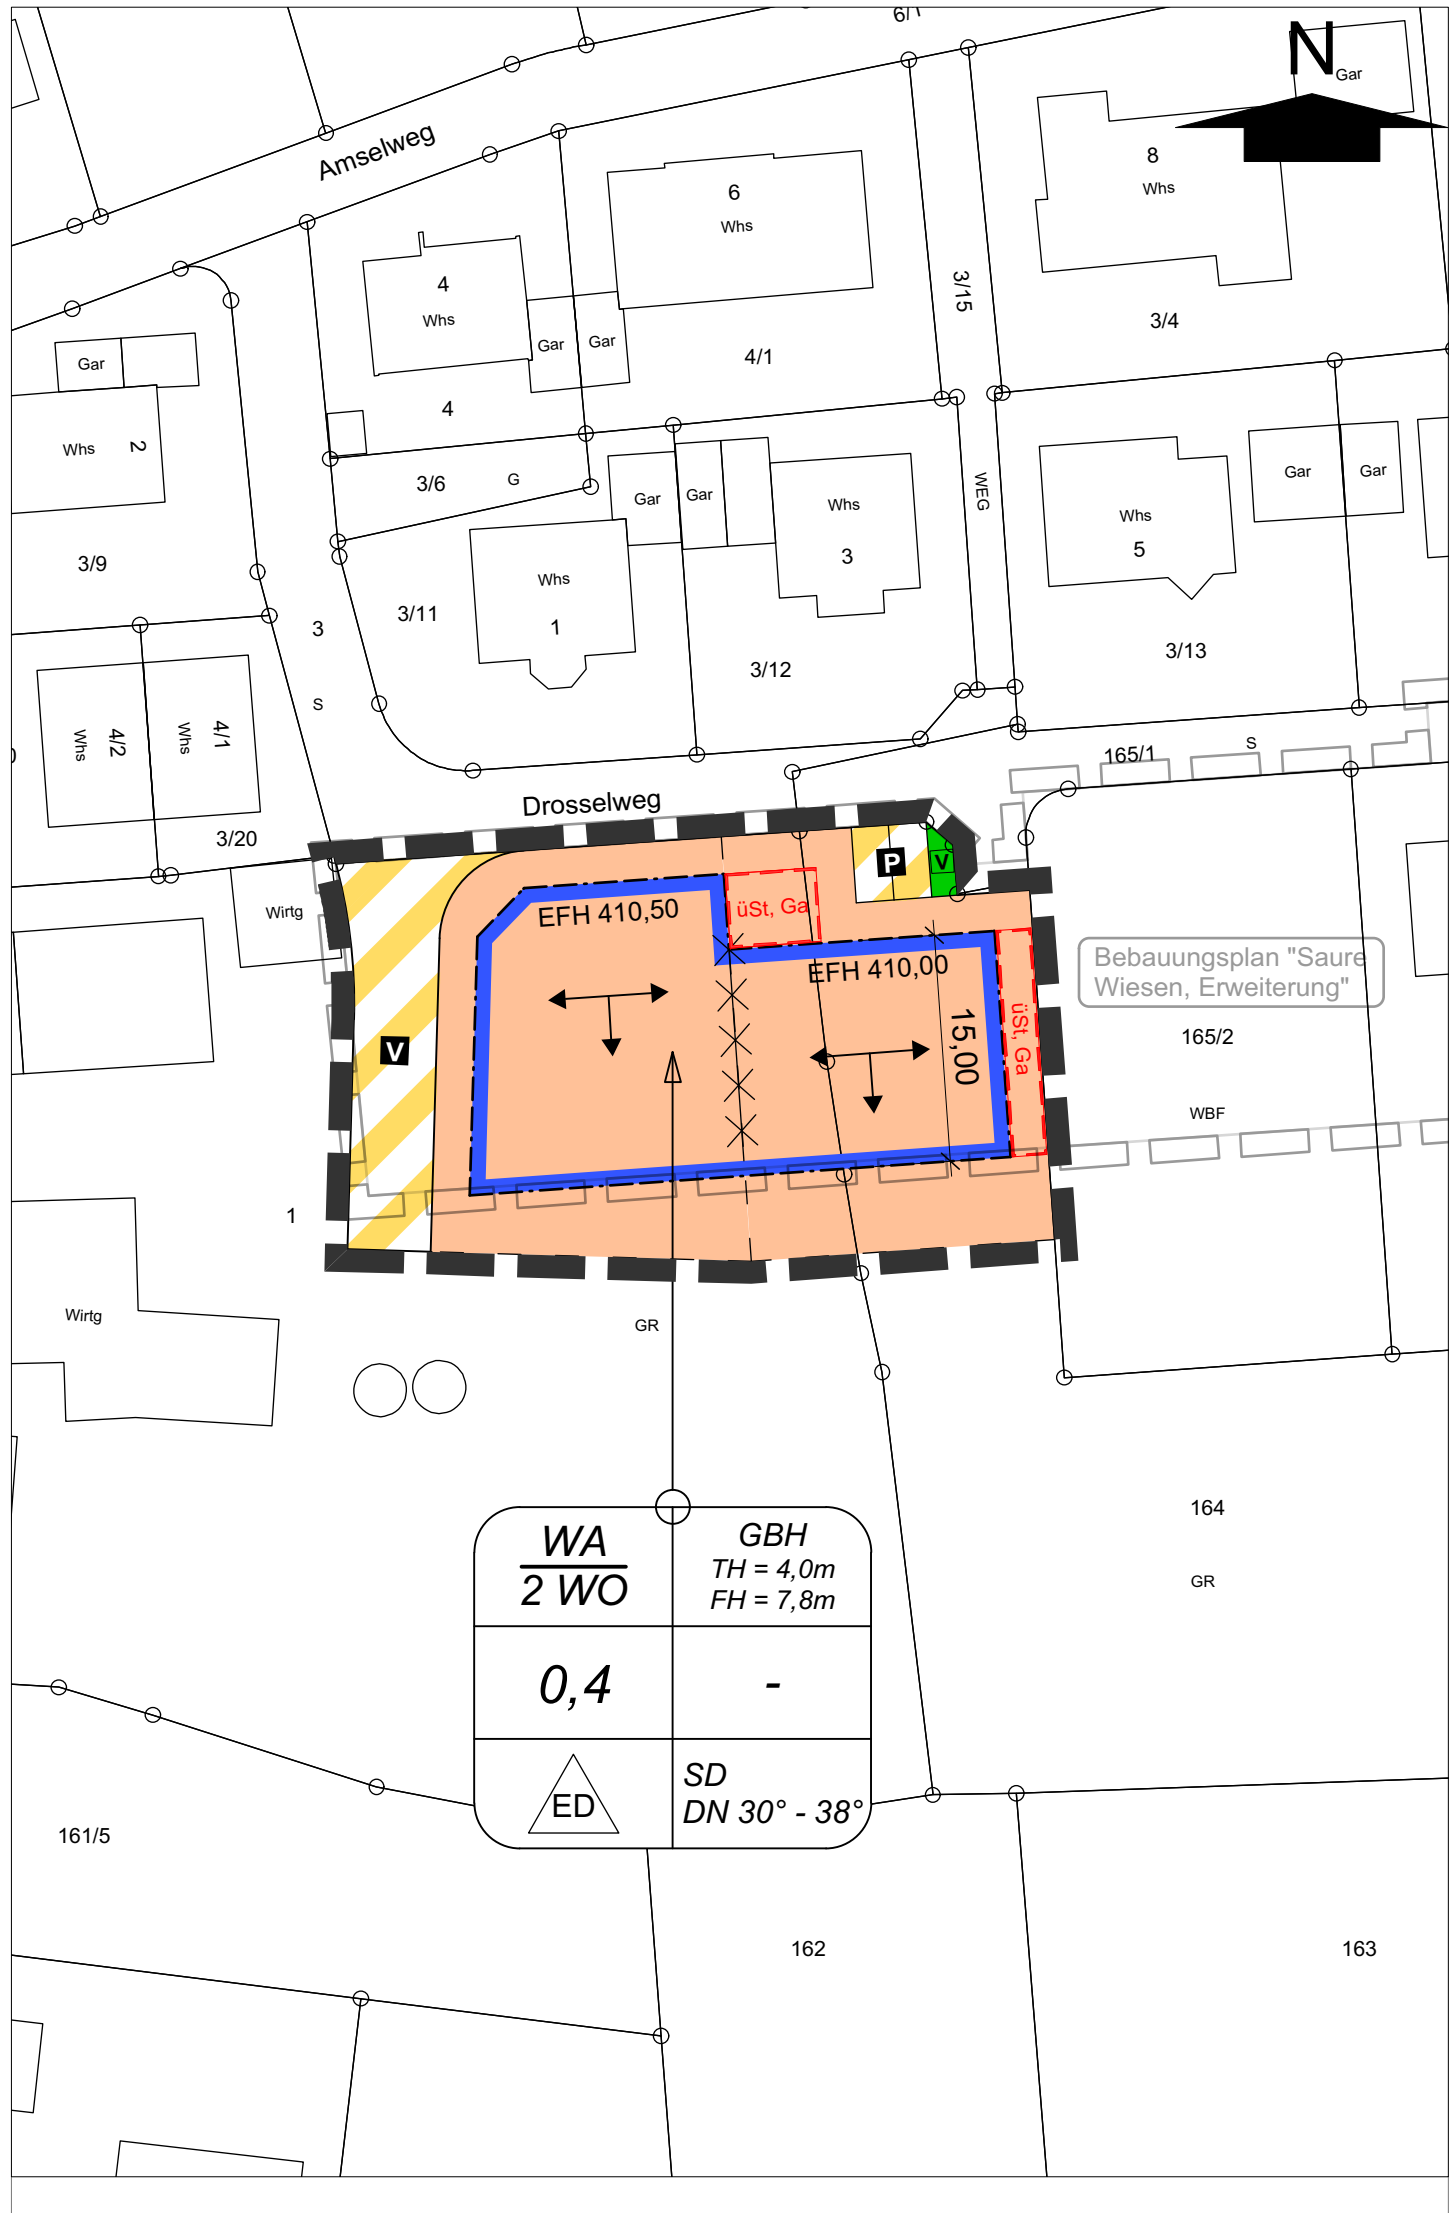 6/1
N
Gar
Amselweg
8
Whs
6
Whs
3/15
4
Whs
3/4
Gar
Gar
4/1
Gar
4
Whs
2
3/6
G
Gar
Gar
Whs
3
WEG
Gar
Gar
Whs
5
3/9
Whs
1
3/11
3
3/12
3/13
S
4/2
Whs
4/1
Whs
165/1
S
Drosselweg
3/20
P
V
Wirtg
EFH 410,50
üSt, Ga
EFH 410,00
Bebauungsplan "Saure
Wiesen, Erweiterung"
V
15,00
üSt, Ga
165/2
WBF
1
Wirtg
GR
164
GR
WA
2 WO
GBH
TH = 4,0m
FH = 7,8m
0,4
-
ED
SD
DN 30° - 38°
161/5
162
163